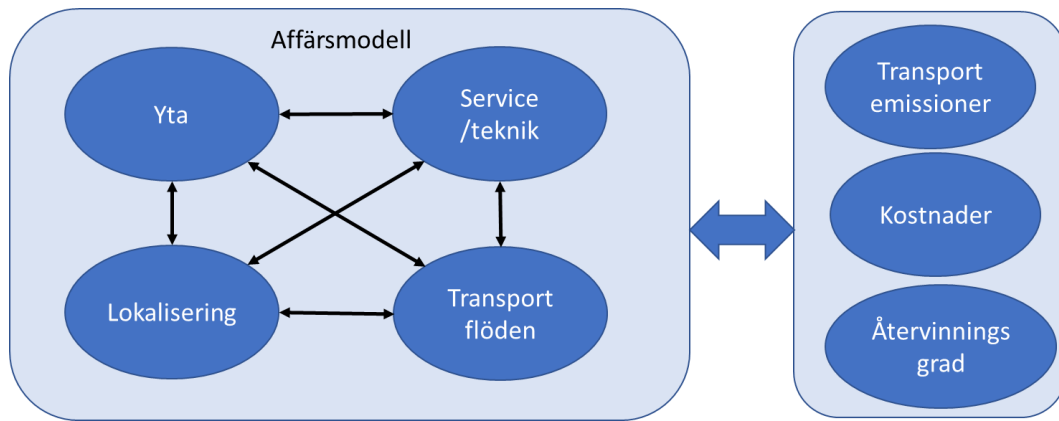 Affärsmodell
Yta
Service
/teknik
Lokalisering
Transport
flöden
Transport
emissioner
Kostnader
Återvinnings
grad